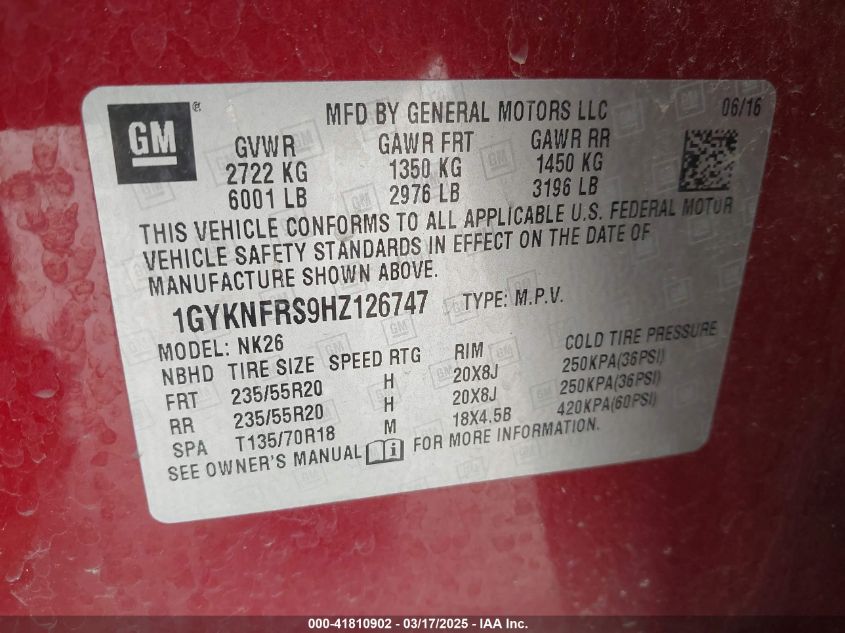 GM ®
MFD BY GENERAL MOTORS LLC 06/16
GVWR GAWR FRT GAWR RR
2722 KG 1350 KG 1450 KG
6001 LB 2976 LB 3196 LB
THIS VEHICLE CONFORMS TO ALL APPLICABLE U.S. FEDERAL MOTOR
VEHICLE SAFETY STANDARDS IN EFFECT ON THE DATE OF
MANUFACTURE SHOWN ABOVE.
1GYKNFRS9HZ126747 TYPE: M.P.V.
MODEL: NK26
NBHD TIRE SIZE SPEED RTG RIM COLD TIRE PRESSURE
FRT 235/55R20 H 20X8J 250KPA(36PSI)
RR 235/55R20 H 20X8J 250KPA(36PSI)
SPA T135/70R18 M 18X4.5B 420KPA(60PSI)
SEE OWNER'S MANUAL i FOR MORE INFORMATION.
000-41810902 - 03/17/2025 - IAA Inc.